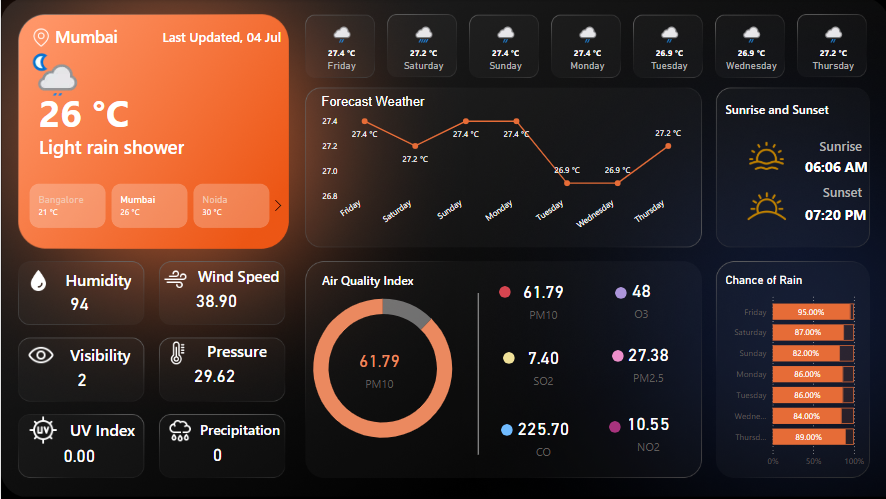 Mumbai
Last Updated, 04 Jul
26 °C
Light rain shower
Bangalore
21 °C
Mumbai
26 °C
Noida
30 °C
27.4 °C
Friday
27.2 °C
Saturday
27.4 °C
Sunday
27.4 °C
Monday
26.9 °C
Tuesday
26.9 °C
Wednesday
27.2 °C
Thursday
Forecast Weather
27.4
27.2
27.0
26.8
27.4 °C
27.2 °C
27.4 °C
27.4 °C
26.9 °C
26.9 °C
27.2 °C
Friday
Saturday
Sunday
Monday
Tuesday
Wednesday
Thursday
Sunrise and Sunset
Sunrise
06:06 AM
Sunset
07:20 PM
Humidity
94
Wind Speed
38.90
Visibility
2
Pressure
29.62
UV
UV Index
0.00
Precipitation
0
Air Quality Index
61.79
PM10
61.79
PM10
48
O3
7.40
SO2
27.38
PM2.5
225.70
CO
10.55
NO2
Chance of Rain
Friday 95.00%
Saturday 87.00%
Sunday 82.00%
Monday 86.00%
Tuesday 86.00%
Wedne... 84.00%
Thursd... 89.00%
0% 50% 100%